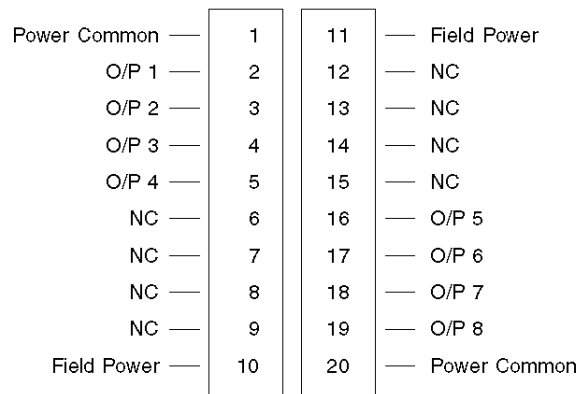 Power Common — 1 11 — Field Power
O/P 1 — 2 12 — NC
O/P 2 — 3 13 — NC
O/P 3 — 4 14 — NC
O/P 4 — 5 15 — NC
NC — 6 16 — O/P 5
NC — 7 17 — O/P 6
NC — 8 18 — O/P 7
NC — 9 19 — O/P 8
Field Power — 10 20 — Power Common